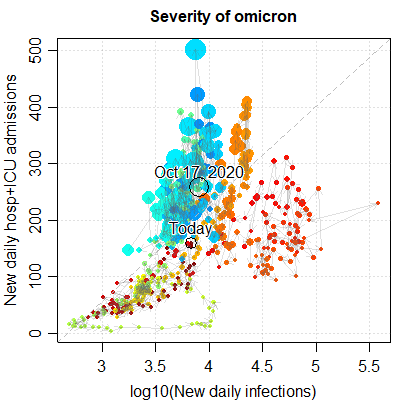 Severity of omicron
New daily hosp+ICU admissions
500
400
300
200
100
0
Oct 17, 2020
Today
3
3.5
4
4.5
5
5.5
log10(New daily infections)